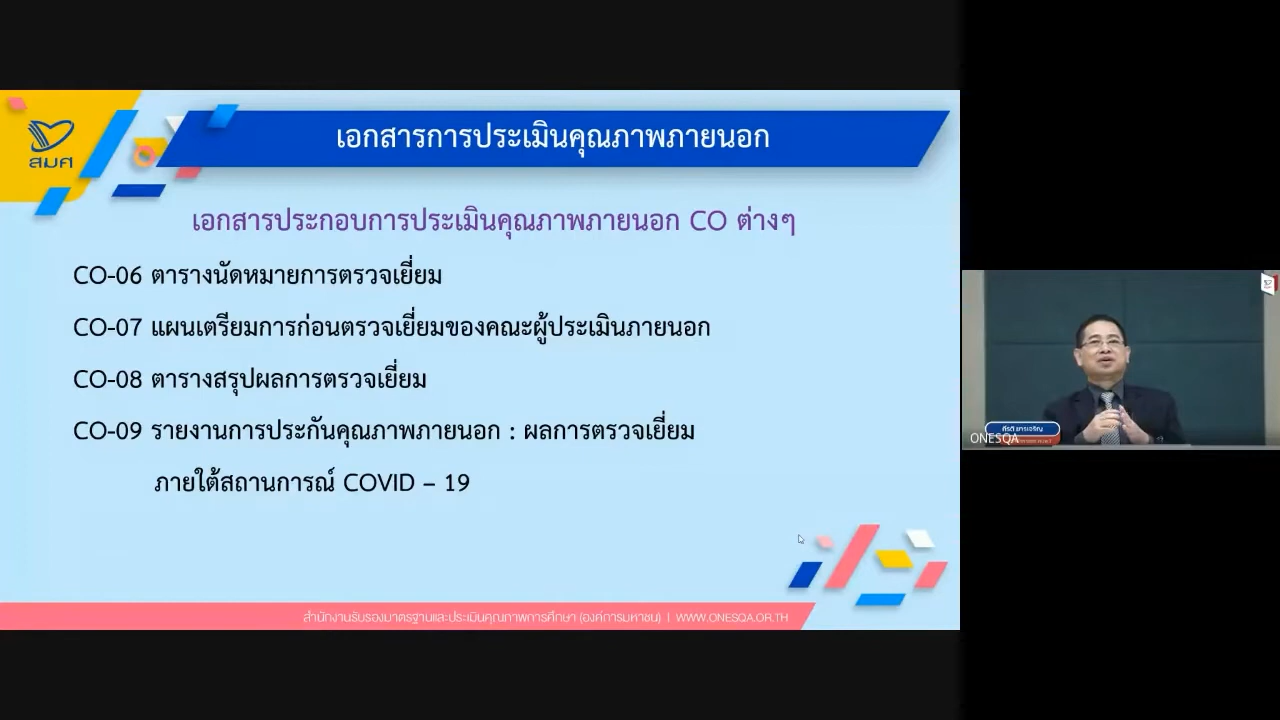 สมศ
เอกสารการประเมินคุณภาพภายนอก
เอกสารประกอบการประเมินคุณภาพภายนอก CO ต่างๆ
CO-06 ตารางนัดหมายการตรวจเยี่ยม
CO-07 แผนเตรียมการก่อนตรวจเยี่ยมของคณะผู้ประเมินภายนอก
CO-08 ตารางสรุปผลการตรวจเยี่ยม
CO-09 รายงานการประกันคุณภาพภายนอก : ผลการตรวจเยี่ยม
ภายใต้สถานการณ์ COVID – 19
สำนักงานรับรองมาตรฐานและประเมินคุณภาพการศึกษา (องค์การมหาชน) | WWW.ONESQA.OR.TH
ONESQA